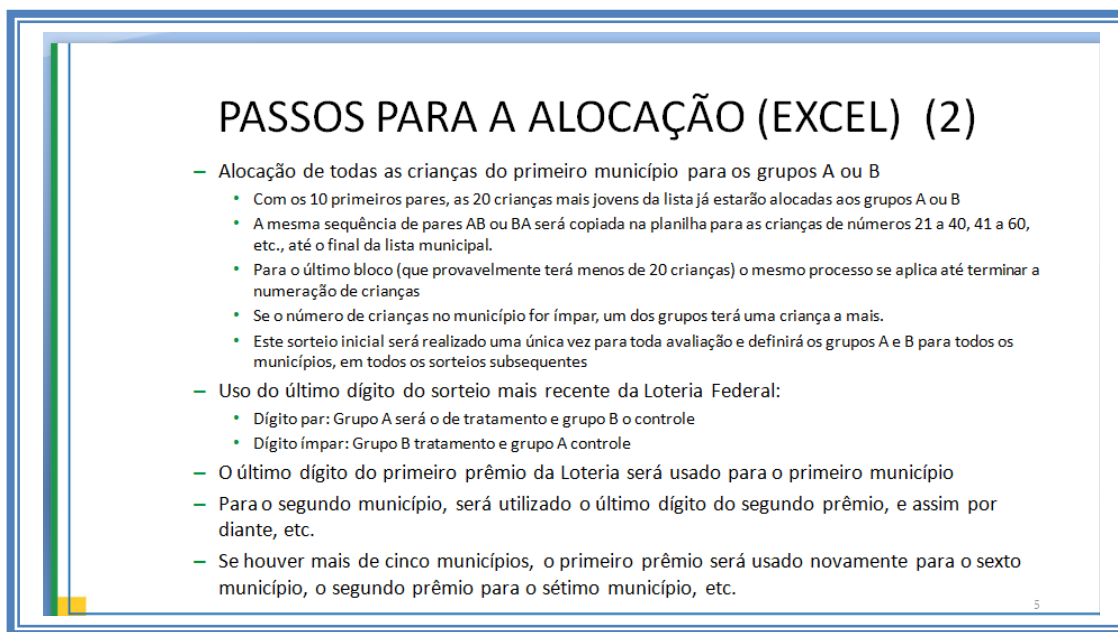 PASSOS PARA A ALOCAÇÃO (EXCEL) (2)
– Alocação de todas as crianças do primeiro município para os grupos A ou B
• Com os 10 primeiros pares, as 20 crianças mais jovens da lista já estarão alocadas aos grupos A ou B
• A mesma sequência de pares AB ou BA será copiada na planilha para as crianças de números 21 a 40, 41 a 60,
etc., até o final da lista municipal.
• Para o último bloco (que provavelmente terá menos de 20 crianças) o mesmo processo se aplica até terminar a
numeração de crianças
• Se o número de crianças no município for ímpar, um dos grupos terá uma criança a mais.
• Este sorteio inicial será realizado uma única vez para toda avaliação e definirá os grupos A e B para todos os
municípios, em todos os sorteios subsequentes
– Uso do último dígito do sorteio mais recente da Loteria Federal:
• Dígito par: Grupo A será o de tratamento e grupo B o controle
• Dígito ímpar: Grupo B tratamento e grupo A controle
– O último dígito do primeiro prêmio da Loteria será usado para o primeiro município
– Para o segundo município, será utilizado o último dígito do segundo prêmio, e assim por
diante, etc.
– Se houver mais de cinco municípios, o primeiro prêmio será usado novamente para o sexto
município, o segundo prêmio para o sétimo município, etc.
5